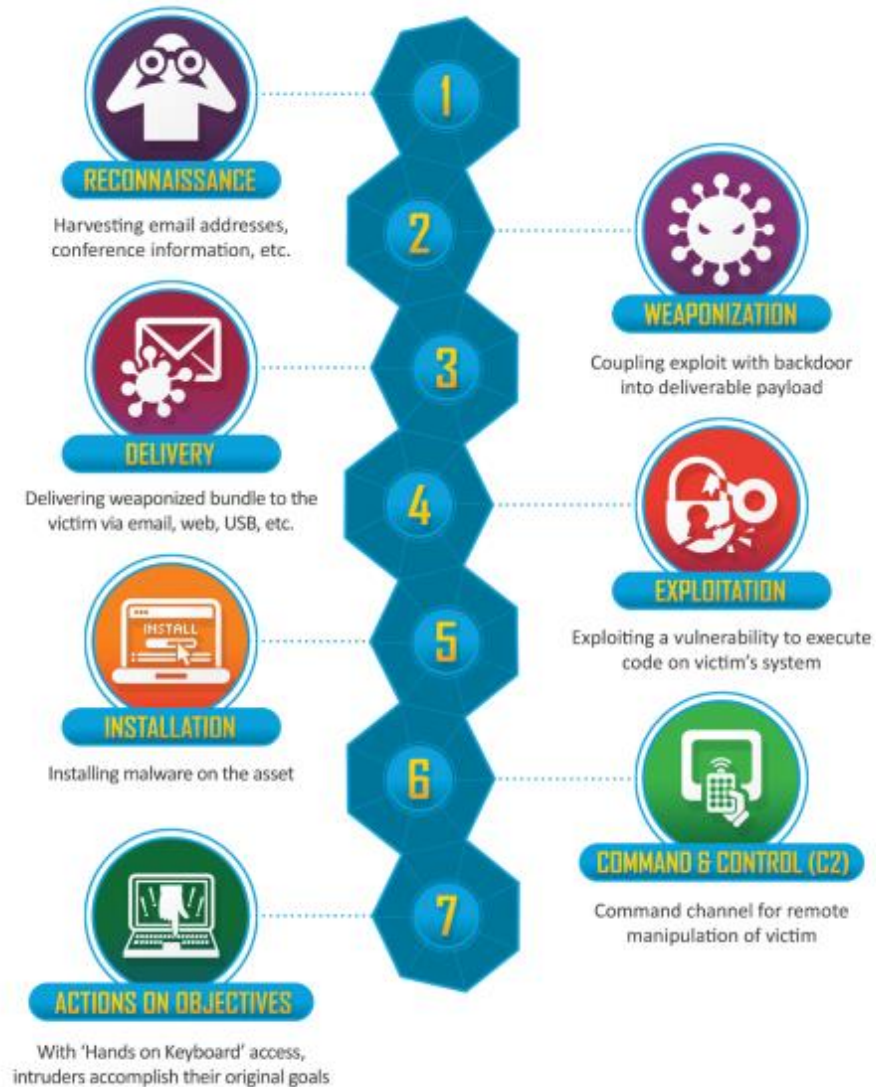 1
RECONNAISSANCE
Harvesting email addresses,
conference information, etc.
2
WEAPONIZATION
Coupling exploit with backdoor
into deliverable payload
3
DELIVERY
Delivering weaponized bundle to the
victim via email, web, USB, etc.
4
EXPLOITATION
Exploiting a vulnerability to execute
code on victim's system
5
INSTALL
INSTALLATION
Installing malware on the asset
6
COMMAND & CONTROL (C2)
Command channel for remote
manipulation of victim
7
ACTIONS ON OBJECTIVES
With 'Hands on Keyboard' access,
intruders accomplish their original goals